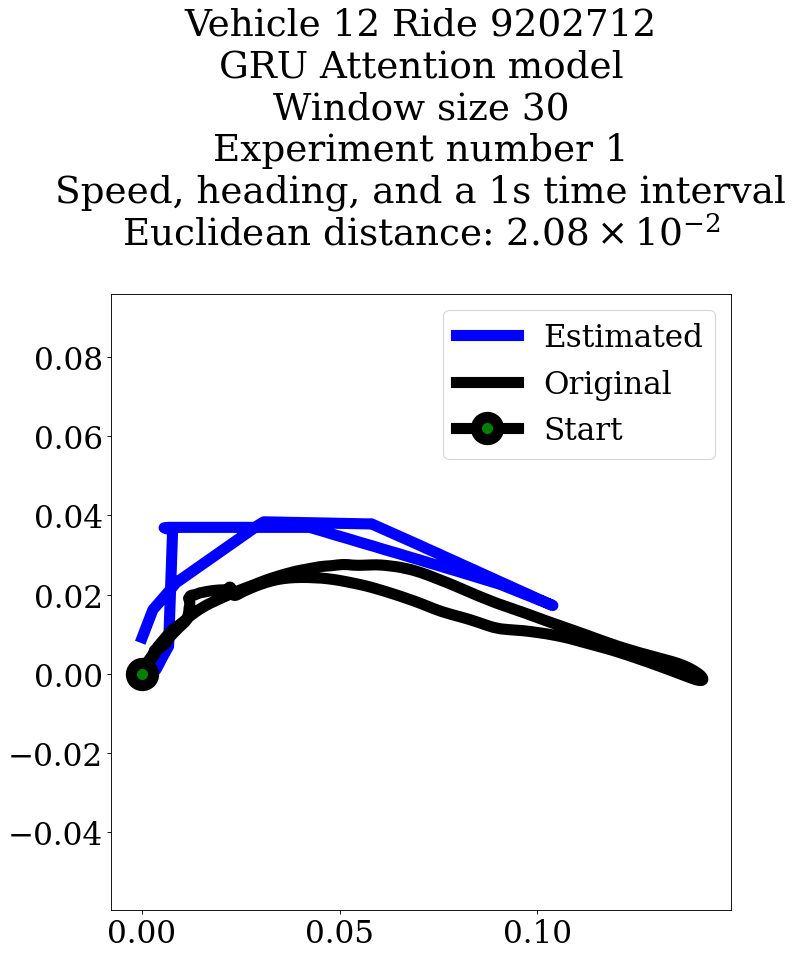 Vehicle 12 Ride 9202712
GRU Attention model
Window size 30
Experiment number 1
Speed, heading, and a 1s time interval
Euclidean distance: 2.08 × 10⁻²
Estimated
Original
Start
0.08
0.06
0.04
0.02
0.00
−0.02
−0.04
0.00 0.05 0.10